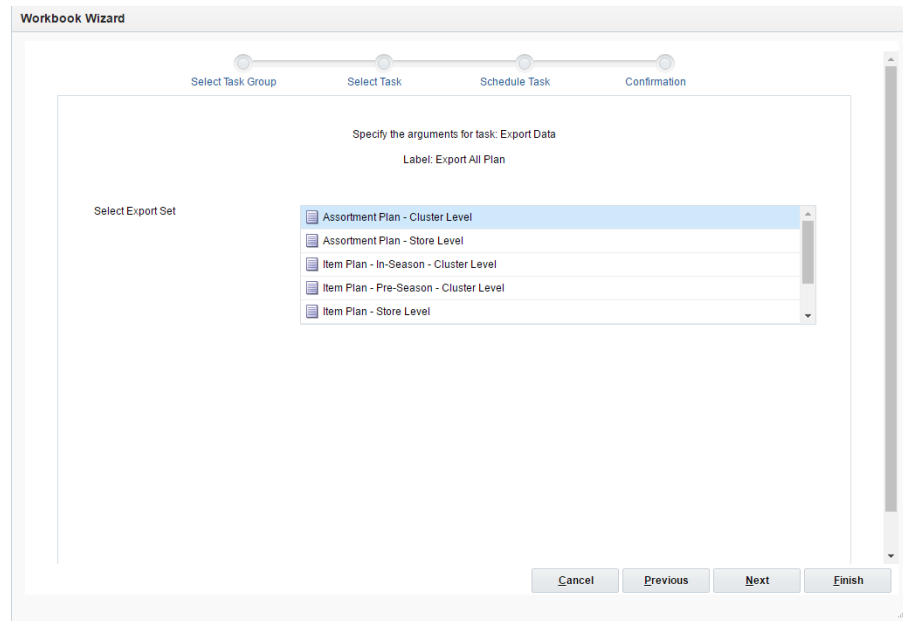 Workbook Wizard
Select Task Group
Select Task
Schedule Task
Confirmation
Specify the arguments for task: Export Data
Label: Export All Plan
Select Export Set
Assortment Plan - Cluster Level
Assortment Plan - Store Level
Item Plan - In-Season - Cluster Level
Item Plan - Pre-Season - Cluster Level
Item Plan - Store Level
Cancel
Previous
Next
Finish